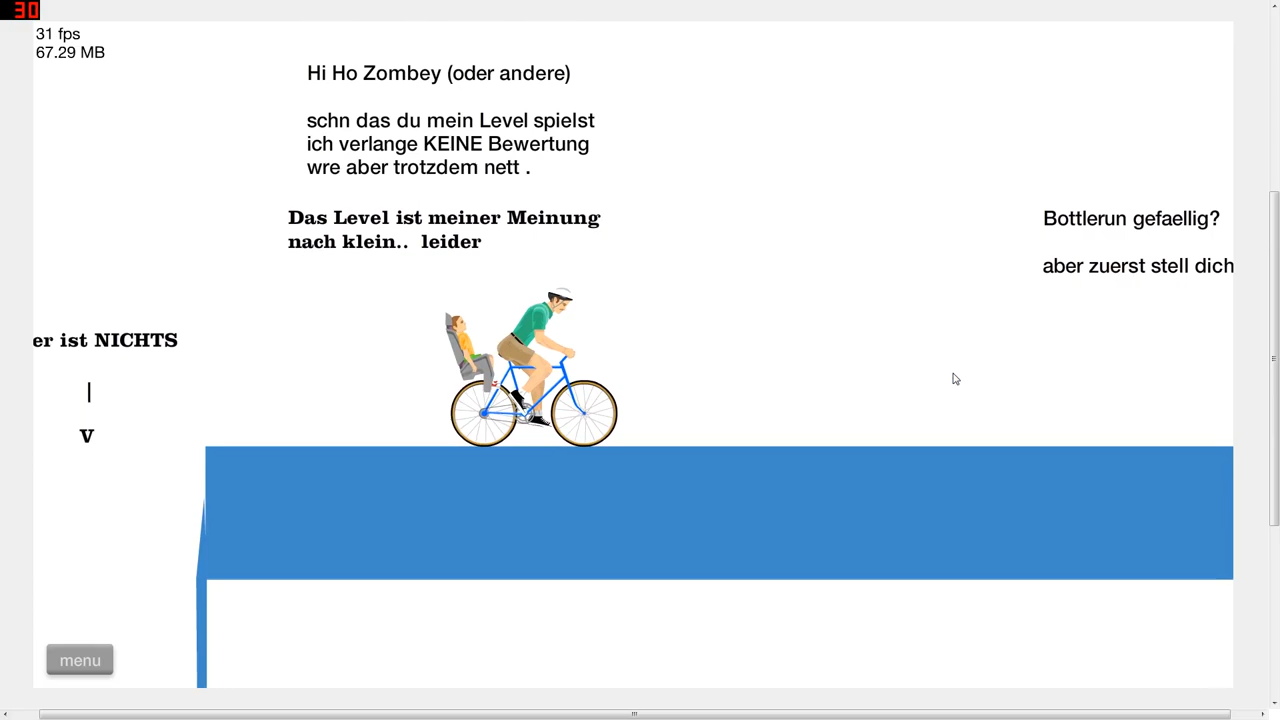 30
31 fps
67.29 MB
Hi Ho Zombey (oder andere)
schn das du mein Level spielst
ich verlange KEINE Bewertung
wre aber trotzdem nett .
Das Level ist meiner Meinung
nach klein.. leider
Bottlerun gefaellig?
aber zuerst stell dich
er ist NICHTS
|
V
menu